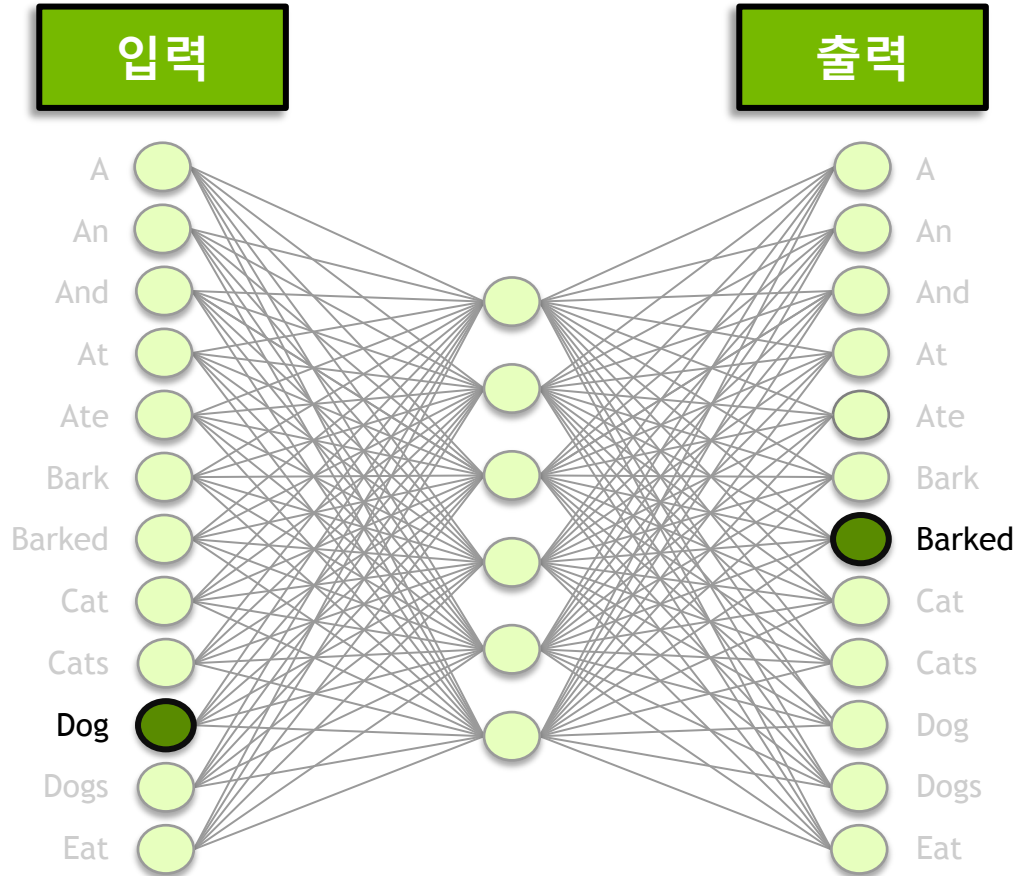 입력
출력
A
An
And
At
Ate
Bark
Barked
Cat
Cats
Dog
Dogs
Eat
A
An
And
At
Ate
Bark
Barked
Cat
Cats
Dog
Dogs
Eat